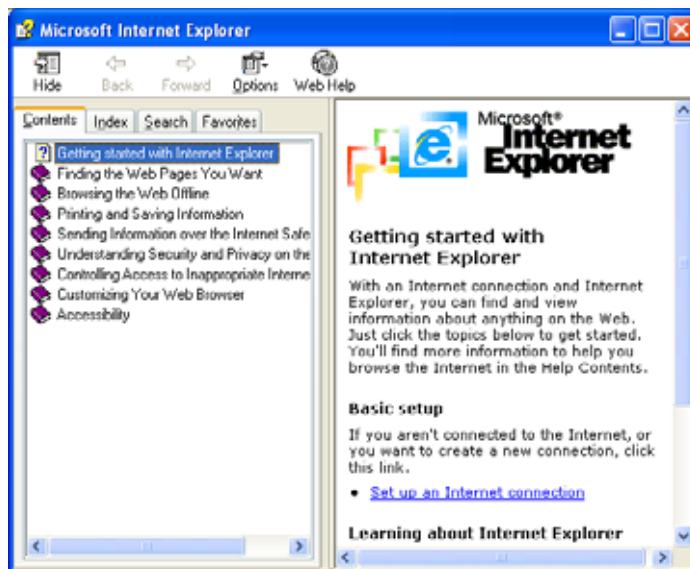 Microsoft Internet Explorer
Hide Back Forward Options Web Help
Contents Index Search Favorites
Getting started with Internet Explorer
Finding the Web Pages You Want
Browsing the Web Offline
Printing and Saving Information
Sending Information over the Internet Safe
Understanding Security and Privacy on the
Controlling Access to Inappropriate Interne
Customizing Your Web Browser
Accessibility
Microsoft®
Internet
Explorer
Getting started with
Internet Explorer
With an Internet connection and Internet
Explorer, you can find and view
information about anything on the Web.
Just click the topics below to get started.
You'll find more information to help you
browse the Internet in the Help Contents.
Basic setup
If you aren't connected to the Internet, or
you want to create a new connection, click
this link.
• Set up an Internet connection
Learning about Internet Explorer